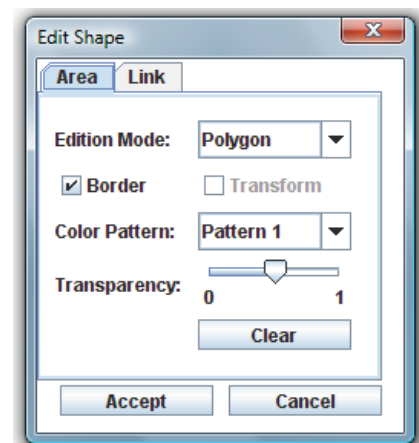 Edit Shape
Area Link
Edition Mode: Polygon
Border Transform
Color Pattern: Pattern 1
Transparency:
0 1
Clear
Accept Cancel